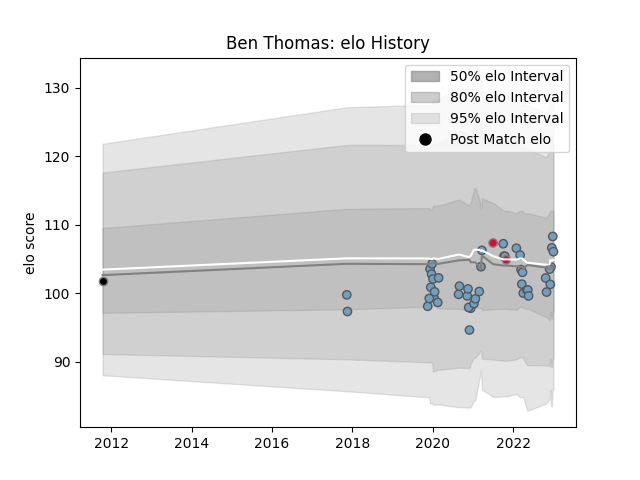 Ben Thomas: elo History
50% elo Interval
80% elo Interval
95% elo Interval
Post Match elo
elo score
130
120
110
100
90
2012
2014
2016
2018
2020
2022